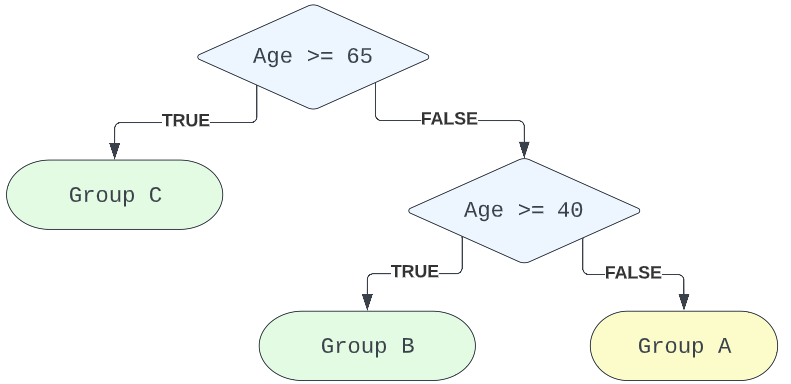 Age >= 65
TRUE
FALSE
Group C
Age >= 40
TRUE
FALSE
Group B
Group A